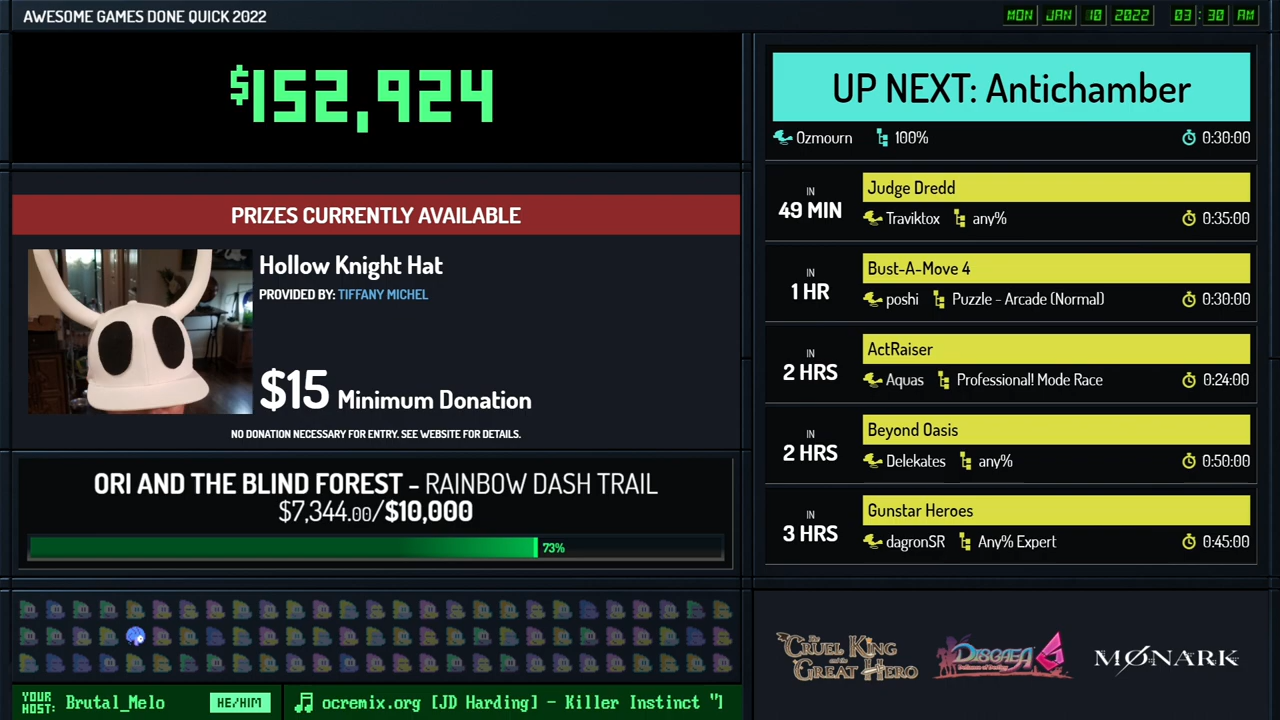 AWESOME GAMES DONE QUICK 2022
MON JAN 10 2022 03:30 AM
$152,924
PRIZES CURRENTLY AVAILABLE
Hollow Knight Hat
PROVIDED BY: TIFFANY MICHEL
$15 Minimum Donation
NO DONATION NECESSARY FOR ENTRY. SEE WEBSITE FOR DETAILS.
ORI AND THE BLIND FOREST - RAINBOW DASH TRAIL
$7,344.00/$10,000
73%
YOUR HOST: Brutal_Melo HE/HIM
ocremix.org [JD Harding] - Killer Instinct "]
UP NEXT: Antichamber
Ozmourn 100% 0:30:00
IN 49 MIN
Judge Dredd
Traviktox any% 0:35:00
IN 1 HR
Bust-A-Move 4
poshi Puzzle - Arcade (Normal) 0:30:00
IN 2 HRS
ActRaiser
Aquas Professional! Mode Race 0:24:00
IN 2 HRS
Beyond Oasis
Delekates any% 0:50:00
IN 3 HRS
Gunstar Heroes
dagronSR Any% Expert 0:45:00
The Cruel King and the Great Hero
DISGAEA 6
MONARK